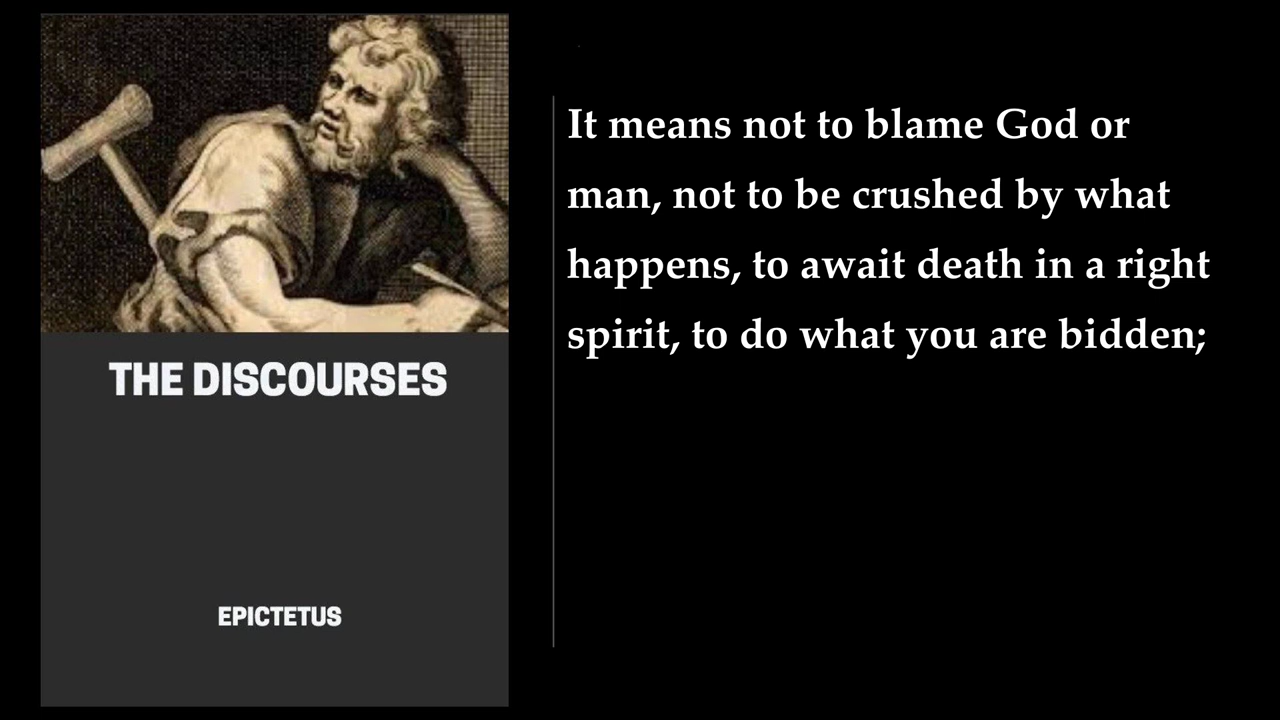 THE DISCOURSES
EPICTETUS
It means not to blame God or
man, not to be crushed by what
happens, to await death in a right
spirit, to do what you are bidden;